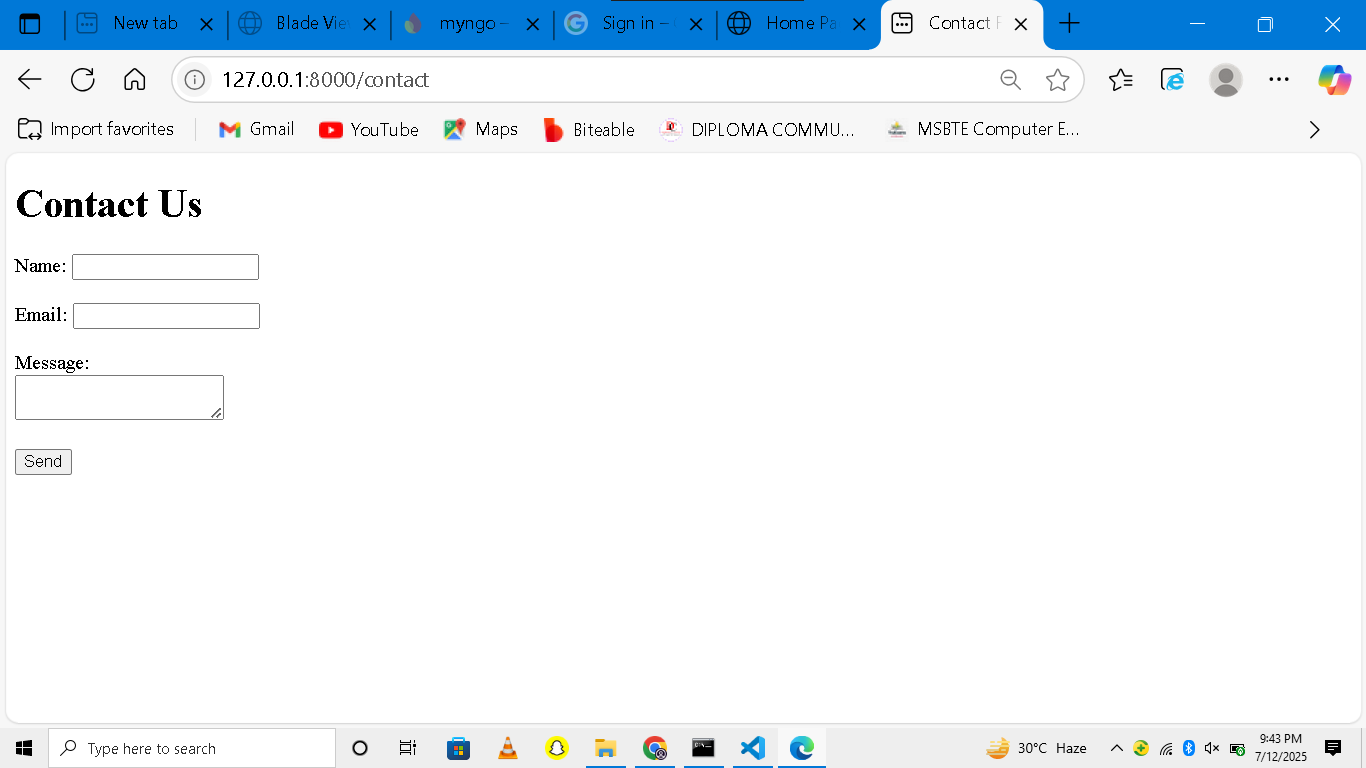 New tab Blade Vie myngo – Sign in – Home Pa Contact F
127.0.0.1:8000/contact
Import favorites Gmail YouTube Maps Biteable DIPLOMA COMMU... MSBTE Computer E...
Contact Us
Name:
Email:
Message:
Send
Type here to search 30°C Haze 9:43 PM
7/12/2025